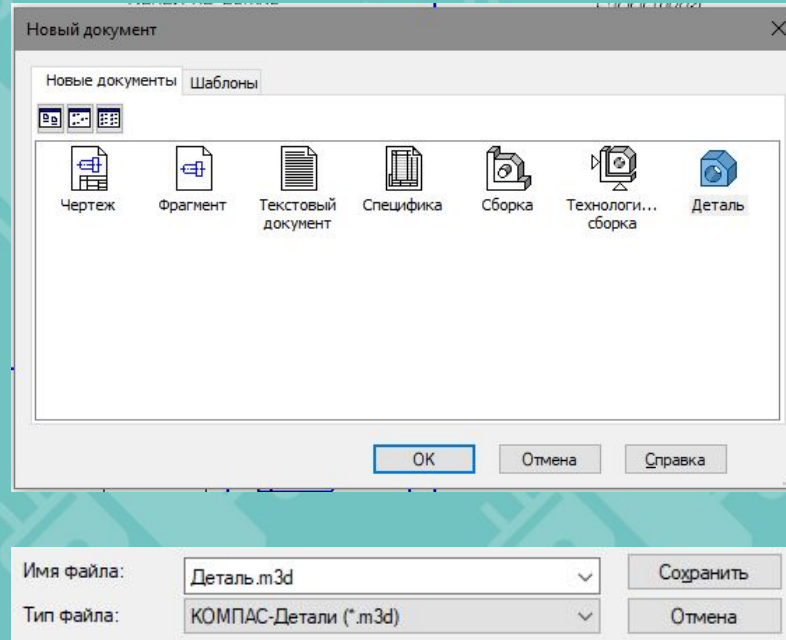 Новый документ
Новые документы Шаблоны
Чертеж Фрагмент Текстовый документ Специфика Сборка Технологи... сборка Деталь
OK Отмена Справка
Имя файла: Деталь.m3d Сохранить
Тип файла: КОМПАС-Детали (*.m3d) Отмена